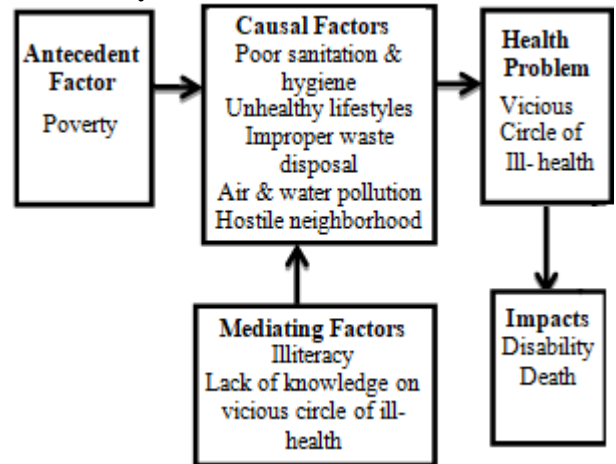 Antecedent
Factor
Poverty
Causal Factors
Poor sanitation &
hygiene
Unhealthy lifestyles
Improper waste
disposal
Air & water pollution
Hostile neighborhood
Health
Problem
Vicious
Circle of
Ill- health
Mediating Factors
Illiteracy
Lack of knowledge on
vicious circle of ill-
health
Impacts
Disability
Death